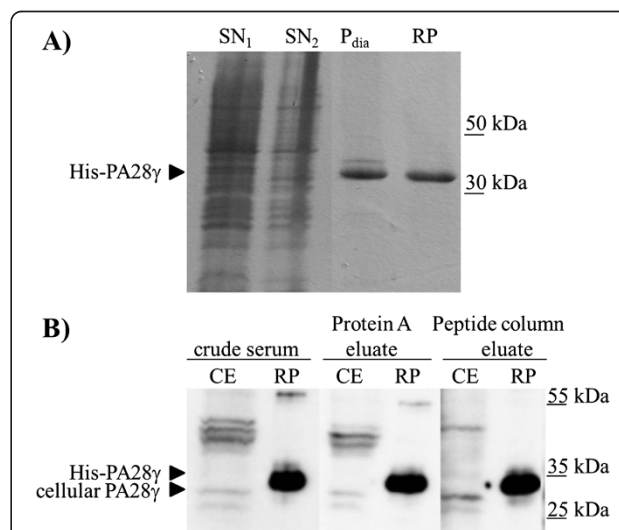 A)
SN₁ SN₂ P_dia RP
50 kDa
His-PA28γ ►
30 kDa
B)
Protein A Peptide column
crude serum eluate eluate
CE RP CE RP CE RP
55 kDa
His-PA28γ ►
35 kDa
cellular PA28γ ►
25 kDa